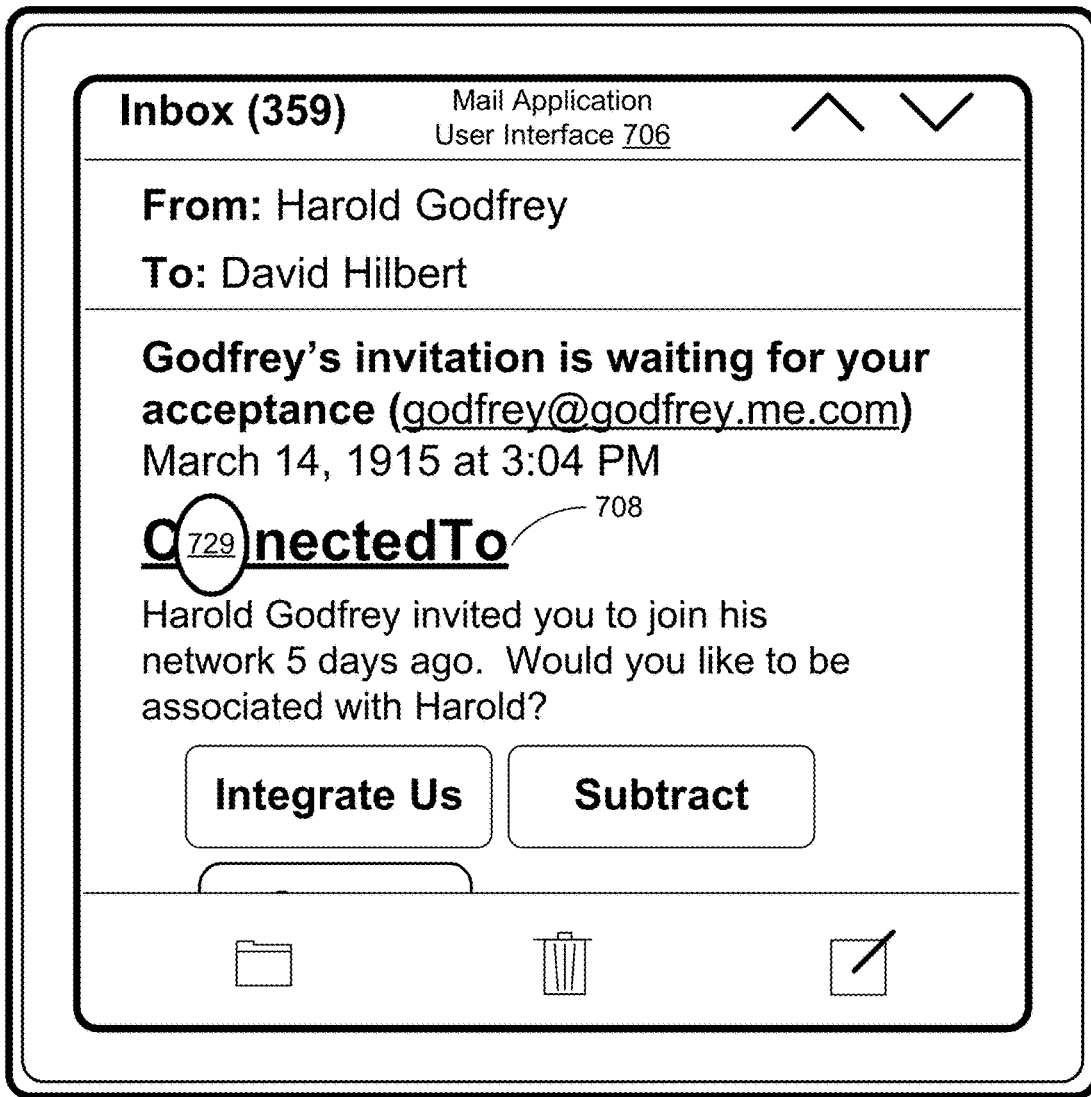 Inbox (359)
Mail Application
User Interface 706
From: Harold Godfrey
To: David Hilbert
Godfrey’s invitation is waiting for your
acceptance (godfrey@godfrey.me.com)
March 14, 1915 at 3:04 PM
C 729 nectedTo
708
Harold Godfrey invited you to join his
network 5 days ago. Would you like to be
associated with Harold?
Integrate Us
Subtract